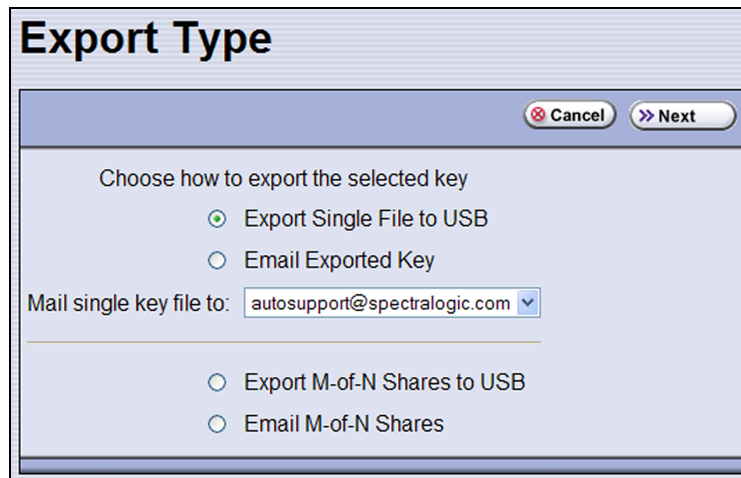 Export Type
Cancel
Next
Choose how to export the selected key
Export Single File to USB
Email Exported Key
Mail single key file to: autosupport@spectralogic.com
Export M-of-N Shares to USB
Email M-of-N Shares